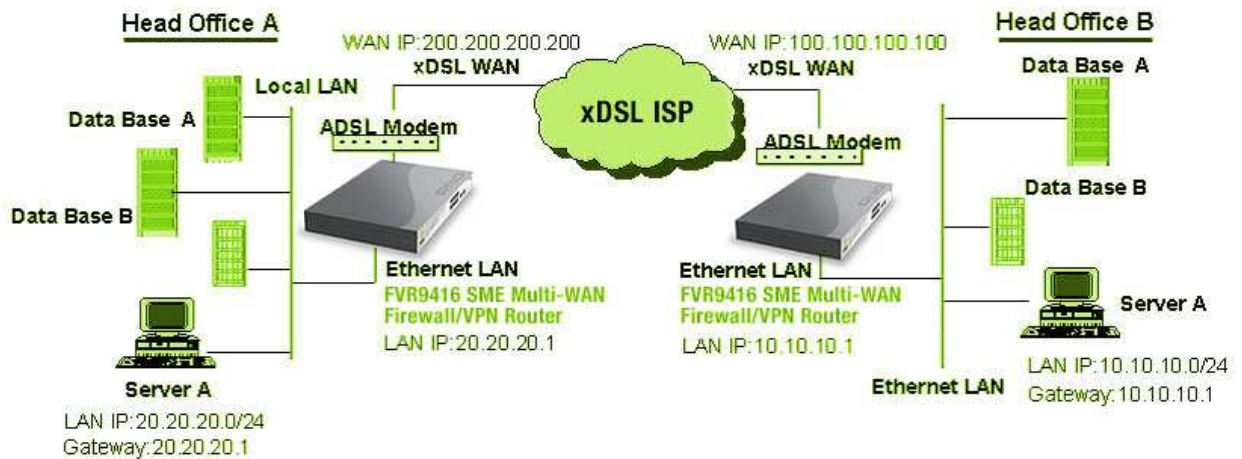 Head Office A
Head Office B
WAN IP:200.200.200.200
xDSL WAN
WAN IP:100.100.100.100
xDSL WAN
xDSL ISP
Local LAN
Data Base A
ADSL Modem
Data Base B
Ethernet LAN
FVR9416 SME Multi-WAN
Firewall/VPN Router
LAN IP:20.20.20.1
Server A
LAN IP:20.20.20.0/24
Gateway:20.20.20.1
ADSL Modem
Ethernet LAN
FVR9416 SME Multi-WAN
Firewall/VPN Router
LAN IP:10.10.10.1
Data Base A
Data Base B
Server A
LAN IP:10.10.10.0/24
Gateway:10.10.10.1
Ethernet LAN